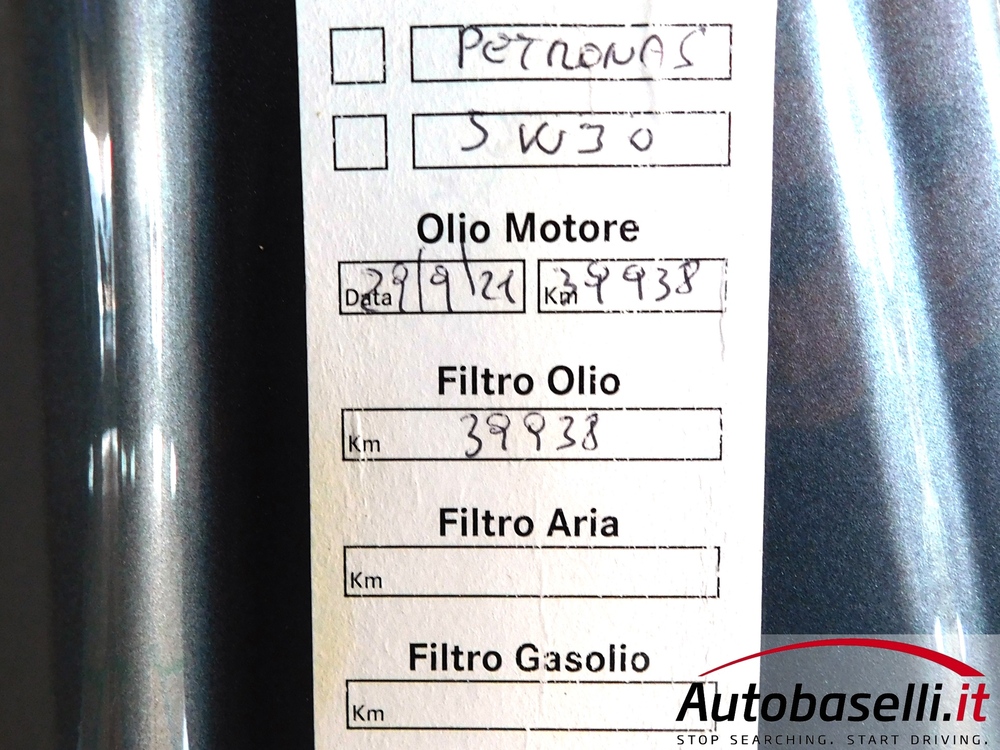 PETRONAS
5W30
Olio Motore
Data 29/9/21 Km 39938
Filtro Olio
Km 39938
Filtro Aria
Km
Filtro Gasolio
Km
Autobaselli.it
STOP SEARCHING. START DRIVING.